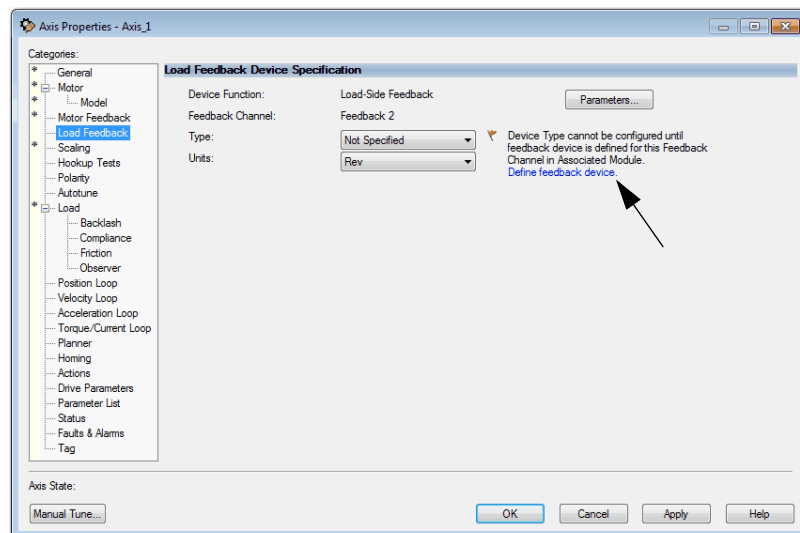 Axis Properties - Axis_1
Categories:
* General
* Motor
* Model
* Motor Feedback
Load Feedback
* Scaling
Hookup Tests
Polarity
Autotune
* Load
Backlash
Compliance
Friction
Observer
Position Loop
Velocity Loop
Acceleration Loop
Torque/Current Loop
Planner
Homing
Actions
Drive Parameters
Parameter List
Status
Faults & Alarms
Tag
Load Feedback Device Specification
Device Function: Load-Side Feedback
Parameters...
Feedback Channel: Feedback 2
Type: Not Specified
Units: Rev
Device Type cannot be configured until
feedback device is defined for this Feedback
Channel in Associated Module.
Define feedback device.
Axis State:
Manual Tune...
OK Cancel Apply Help